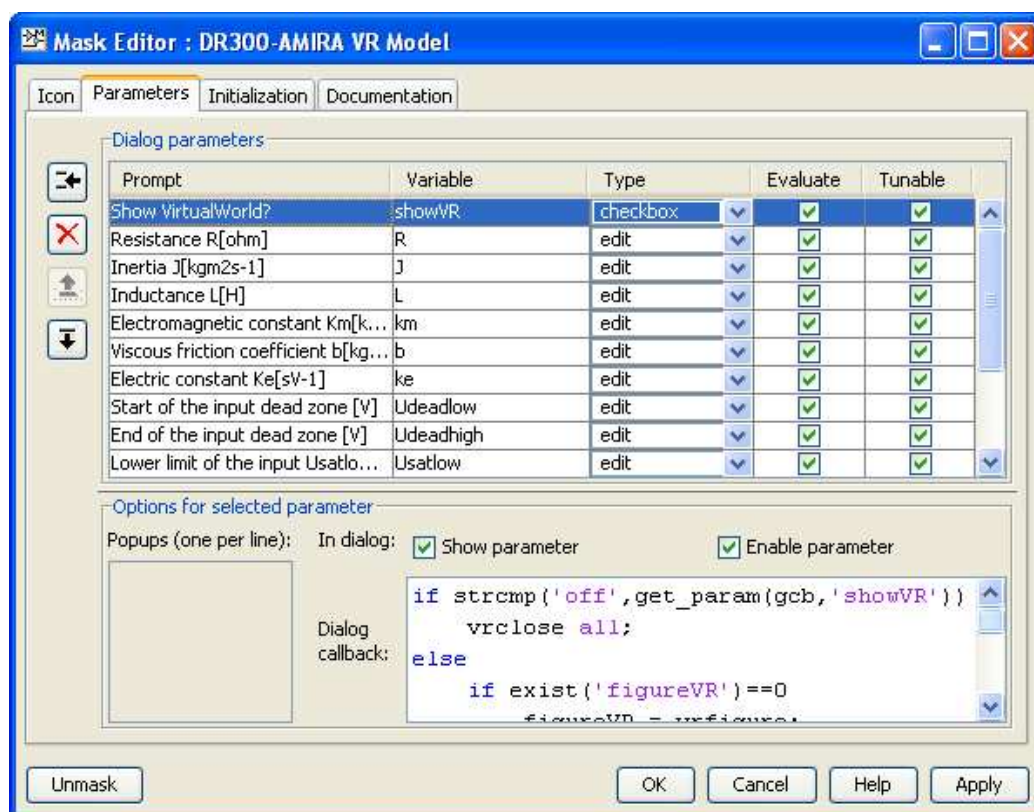 Mask Editor : DR300-AMIRA VR Model
Icon Parameters Initialization Documentation
Dialog parameters
Prompt Variable Type Evaluate Tunable
Show VirtualWorld? showVR checkbox
Resistance R[ohm] R edit
Inertia J[kgm2s-1] J edit
Inductance L[H] L edit
Electromagnetic constant Km[k... km edit
Viscous friction coefficient b[kg... b edit
Electric constant Ke[sV-1] ke edit
Start of the input dead zone [V] Udeadlow edit
End of the input dead zone [V] Udeadhigh edit
Lower limit of the input Usatlo... Usatlow edit
Options for selected parameter
Popups (one per line): In dialog: Show parameter Enable parameter
Dialog callback:
if strcmp('off',get_param(gcb,'showVR'))
vrclose all;
else
if exist('figureVR')==0
figureVR = vrfigure;
Unmask OK Cancel Help Apply